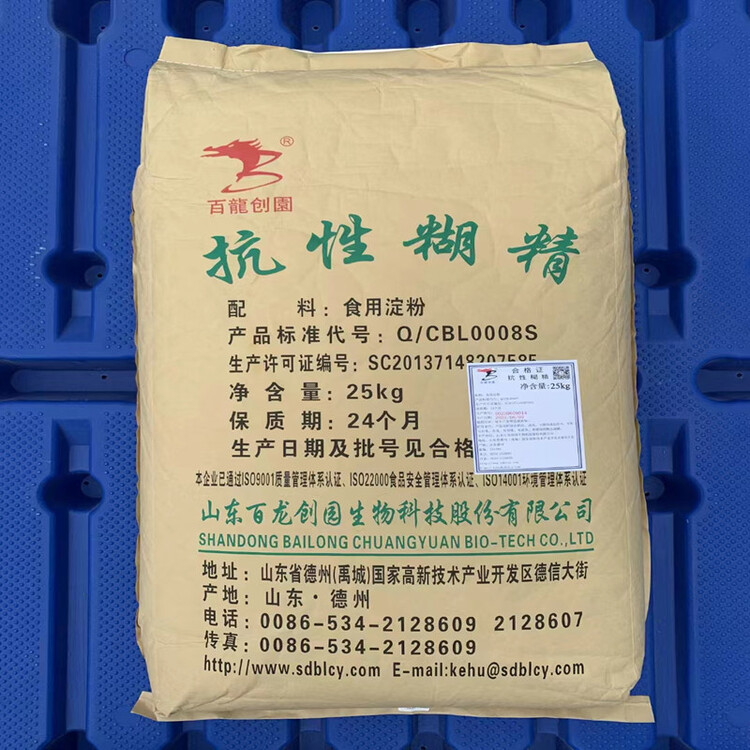 ®
百龍创園
抗性糊精
配 料：食用淀粉
产品标准代号：Q/CBL0008S
生产许可证编号：SC20137148207585
净含量：25kg
保质期：24个月
生产日期及批号见合格
合格证
抗性糊精
净含量:25kg
本企业已通过ISO9001质量管理体系认证、ISO22000食品安全管理体系认证、ISO14001环境管理体系认证
山东百龙创园生物科技股份有限公司
SHANDONG BAILONG CHUANGYUAN BIO-TECH CO.,LTD
地址：山东省德州(禹城)国家高新技术产业开发区德信大街
产地：山东·德州
电话：0086-534-2128609 2128607
传真：0086-534-2128609
http://www.sdblcy.com E-mail:kehu@sdblcy.com